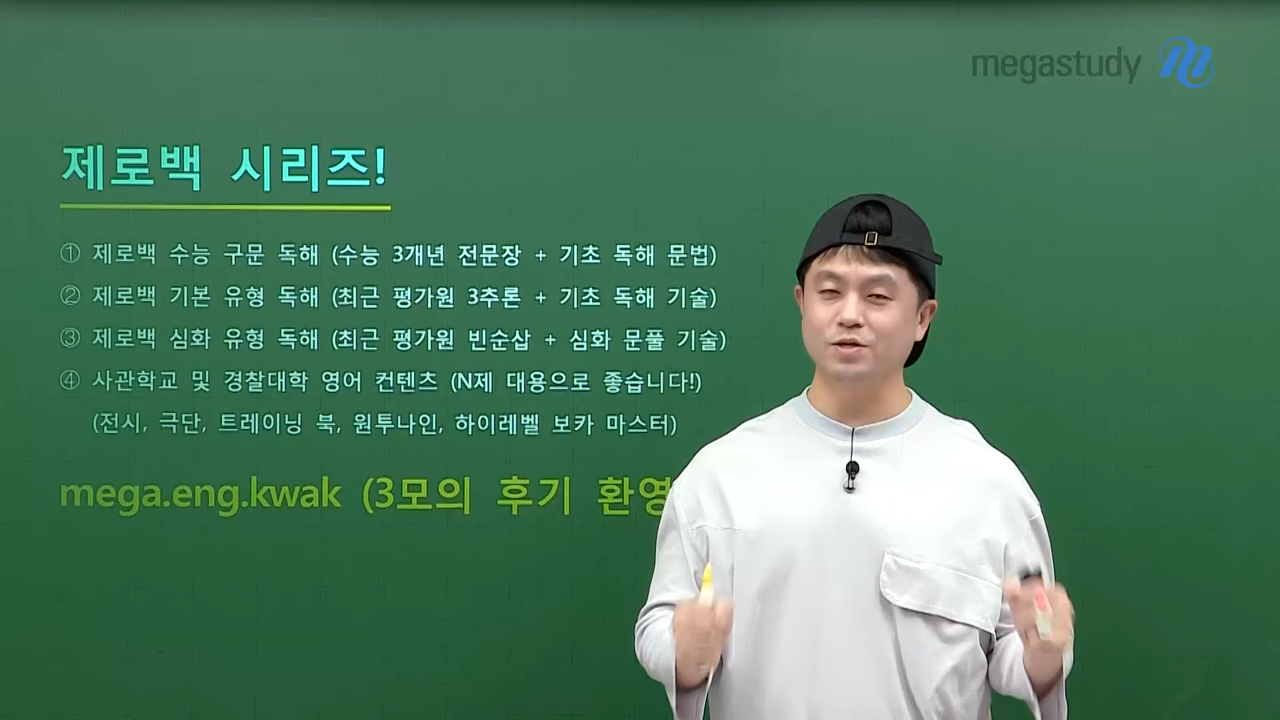 megastudy
제로백 시리즈!
① 제로백 수능 구문 독해 (수능 3개년 전문장 + 기초 독해 문법)
② 제로백 기본 유형 독해 (최근 평가원 3추론 + 기초 독해 기술)
③ 제로백 심화 유형 독해 (최근 평가원 빈순삽 + 심화 문풀 기술)
④ 사관학교 및 경찰대학 영어 컨텐츠 (N제 대용으로 좋습니다!)
(전시, 극단, 트레이닝 북, 원투나인, 하이레벨 보카 마스터)
mega.eng.kwak (3모의 후기 환영